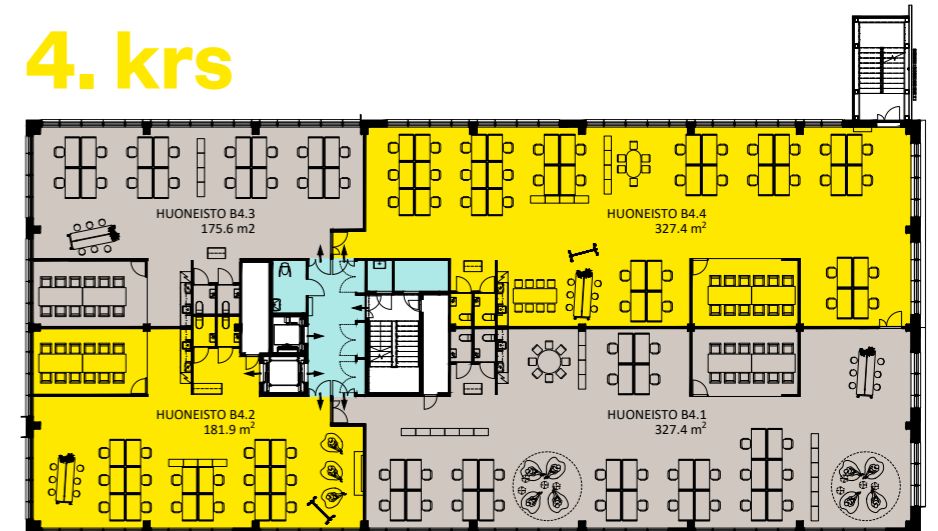 4. krs
HUONEISTO B4.3
175.6 m2
HUONEISTO B4.4
327.4 m²
HUONEISTO B4.2
181.9 m²
HUONEISTO B4.1
327.4 m²